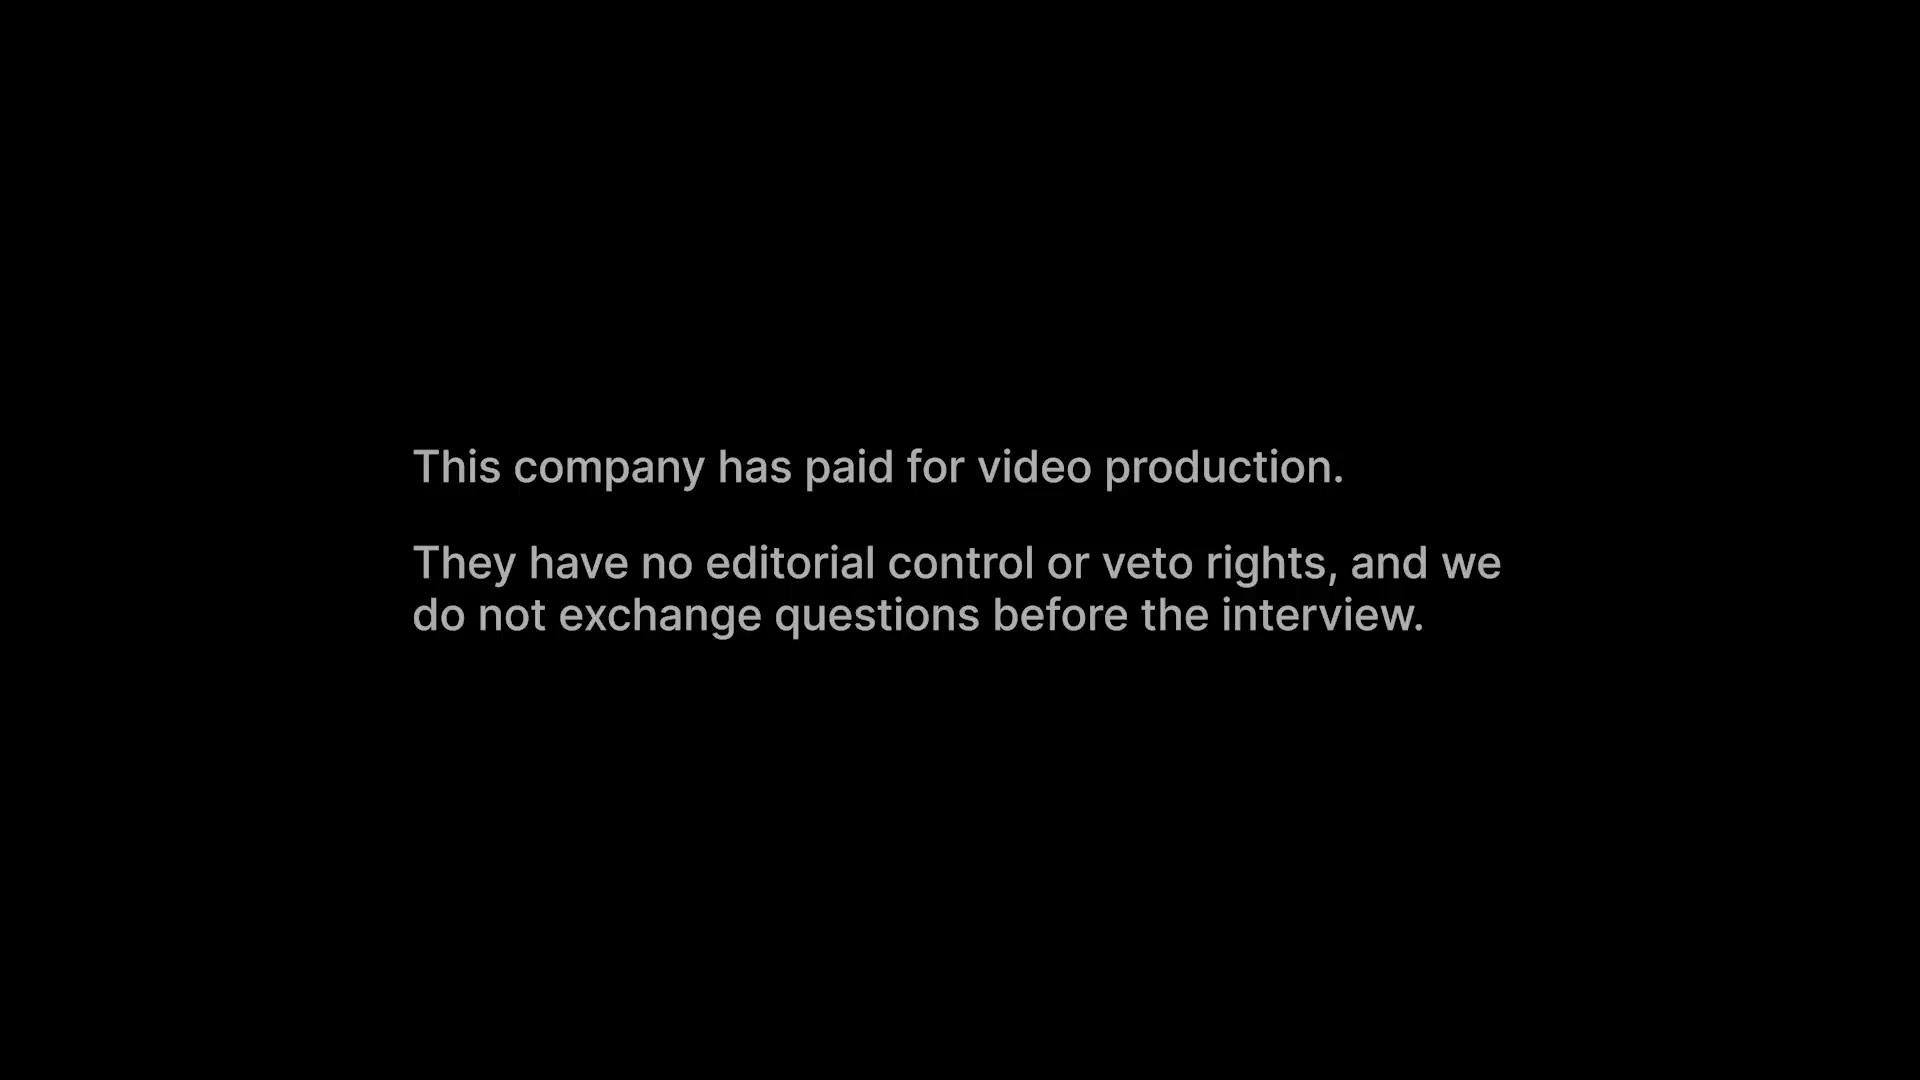 This company has paid for video production.
They have no editorial control or veto rights, and we
do not exchange questions before the interview.